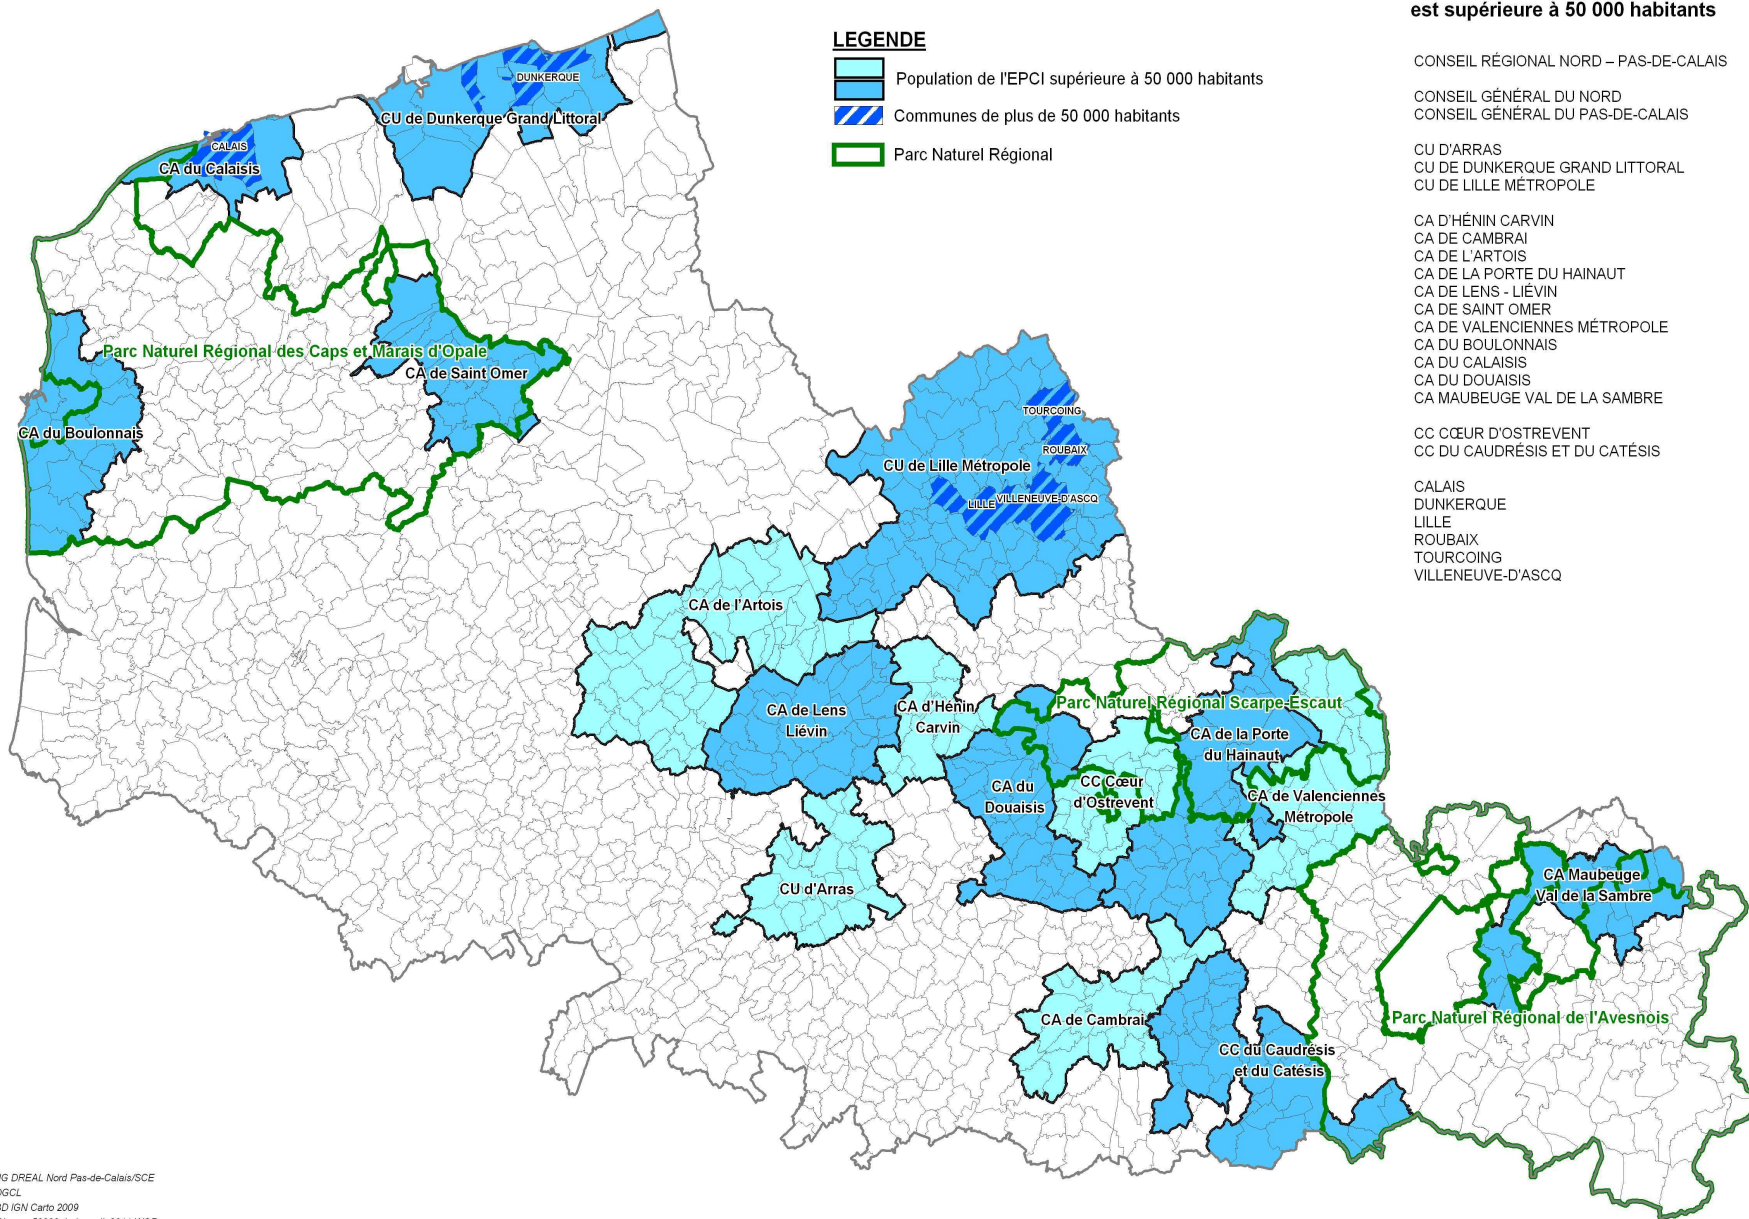 est supérieure à 50 000 habitants
LEGENDE
Population de l'EPCI supérieure à 50 000 habitants
Communes de plus de 50 000 habitants
Parc Naturel Régional
CONSEIL RÉGIONAL NORD – PAS-DE-CALAIS
CONSEIL GÉNÉRAL DU NORD
CONSEIL GÉNÉRAL DU PAS-DE-CALAIS
CU D'ARRAS
CU DE DUNKERQUE GRAND LITTORAL
CU DE LILLE MÉTROPOLE
CA D'HÉNIN CARVIN
CA DE CAMBRAI
CA DE L'ARTOIS
CA DE LA PORTE DU HAINAUT
CA DE LENS - LIÉVIN
CA DE SAINT OMER
CA DE VALENCIENNES MÉTROPOLE
CA DU BOULONNAIS
CA DU CALAISIS
CA DU DOUAISIS
CA MAUBEUGE VAL DE LA SAMBRE
CC CŒUR D'OSTREVENT
CC DU CAUDRÉSIS ET DU CATÉSIS
CALAIS
DUNKERQUE
LILLE
ROUBAIX
TOURCOING
VILLENEUVE-D'ASCQ
DUNKERQUE
CU de Dunkerque Grand Littoral
CALAIS
CA du Calaisis
Parc Naturel Régional des Caps et Marais d'Opale
CA de Saint Omer
CA du Boulonnais
TOURCOING
ROUBAIX
CU de Lille Métropole
LILLE
VILLENEUVE-D'ASCQ
CA de l'Artois
CA de Lens
Liévin
CA d'Hénin
Carvin
Parc Naturel Régional Scarpe-Escaut
CA de la Porte
du Hainaut
CA du
Douaisis
CC Cœur
d'Ostrevent
CA de Valenciennes
Métropole
CU d'Arras
CA Maubeuge
Val de la Sambre
CA de Cambrai
Parc Naturel Régional de l'Avesnois
CC du Caudrésis
et du Catésis
DREAL Nord Pas-de-Calais/SCE
DGCL
IGN Carto 2009